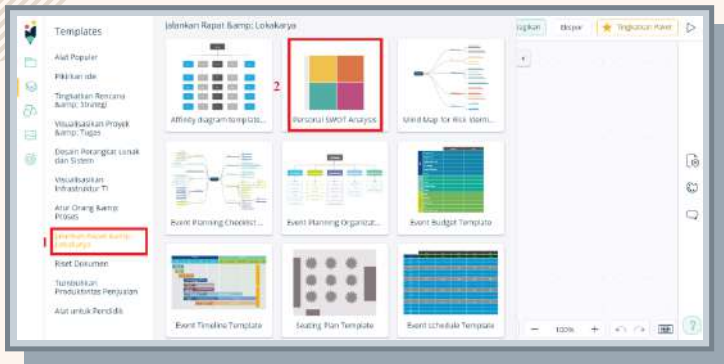 Templates
Jalankan Rapat &amp; Lokakarya
Bagikan
Ekspor
Tingkatkan Paket
Alat Populer
Pikirkan ide
Tingkatkan Rencana
&amp; Strategi
Visualisasikan Proyek
&amp; Tugas
Desain Perangkat Lunak
dan Sistem
Visualisasikan
Infrastruktur TI
Atur Orang &amp;
Proses
1
Jalankan Rapat &amp;
Lokakarya
Riset Dokumen
Tumbuhkan
Produktivitas Penjualan
Alat untuk Pendidik
2
Affinity diagram template...
Personal SWOT Analysis
Mind Map for Risk Identi...
Event Planning Checklist ...
Event Planning Organizat...
Event Budget Template
Event Timeline Template
Seating Plan Template
Event schedule Template
100%
?